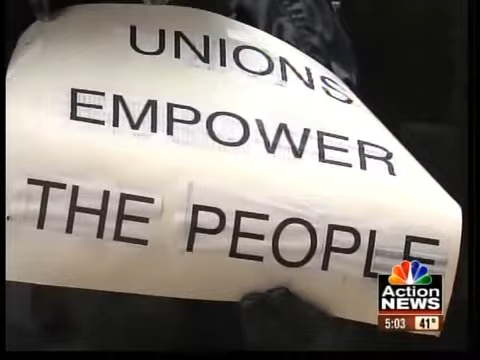 UNIONS
EMPOWER
THE PEOPLE
Action
NEWS
5:03 41°